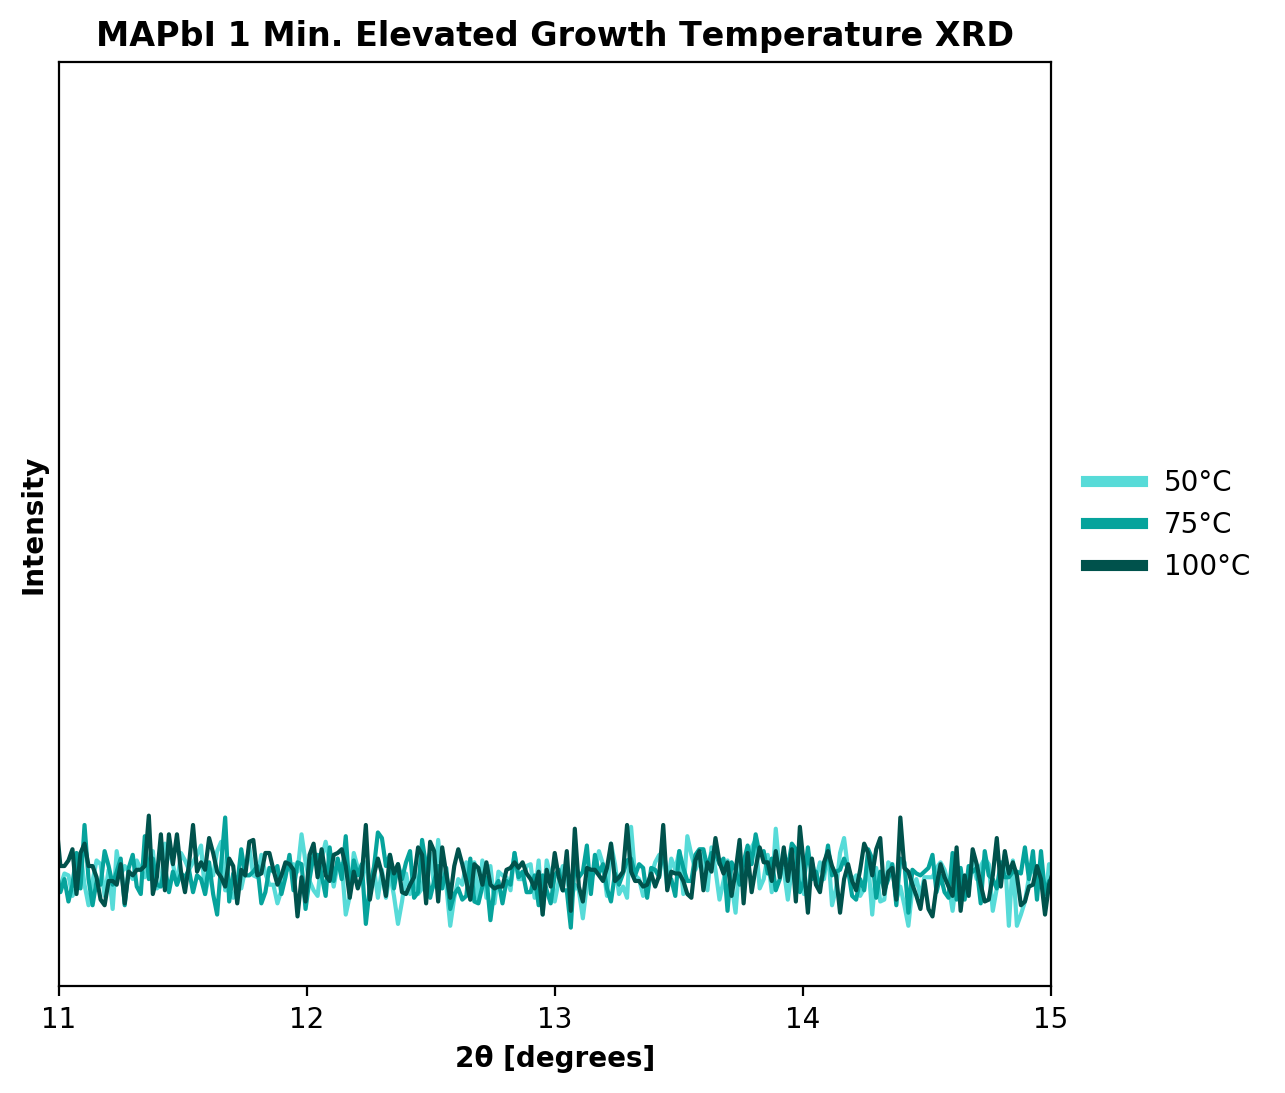 MAPbI 1 Min. Elevated Growth Temperature XRD
Intensity
50°C
75°C
100°C
11 12 13 14 15
2θ [degrees]